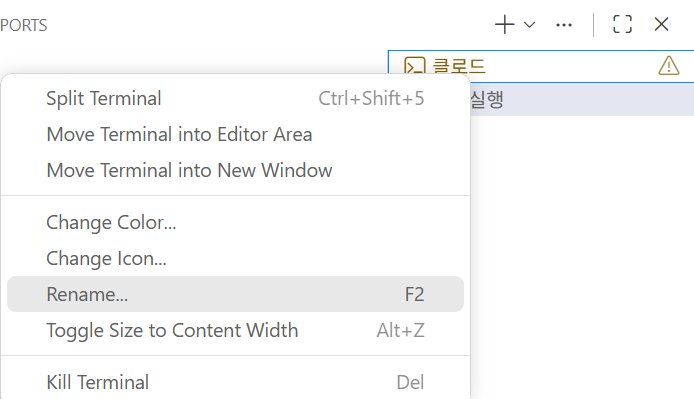 PORTS
클로드
실행
Split Terminal Ctrl+Shift+5
Move Terminal into Editor Area
Move Terminal into New Window
Change Color...
Change Icon...
Rename... F2
Toggle Size to Content Width Alt+Z
Kill Terminal Del